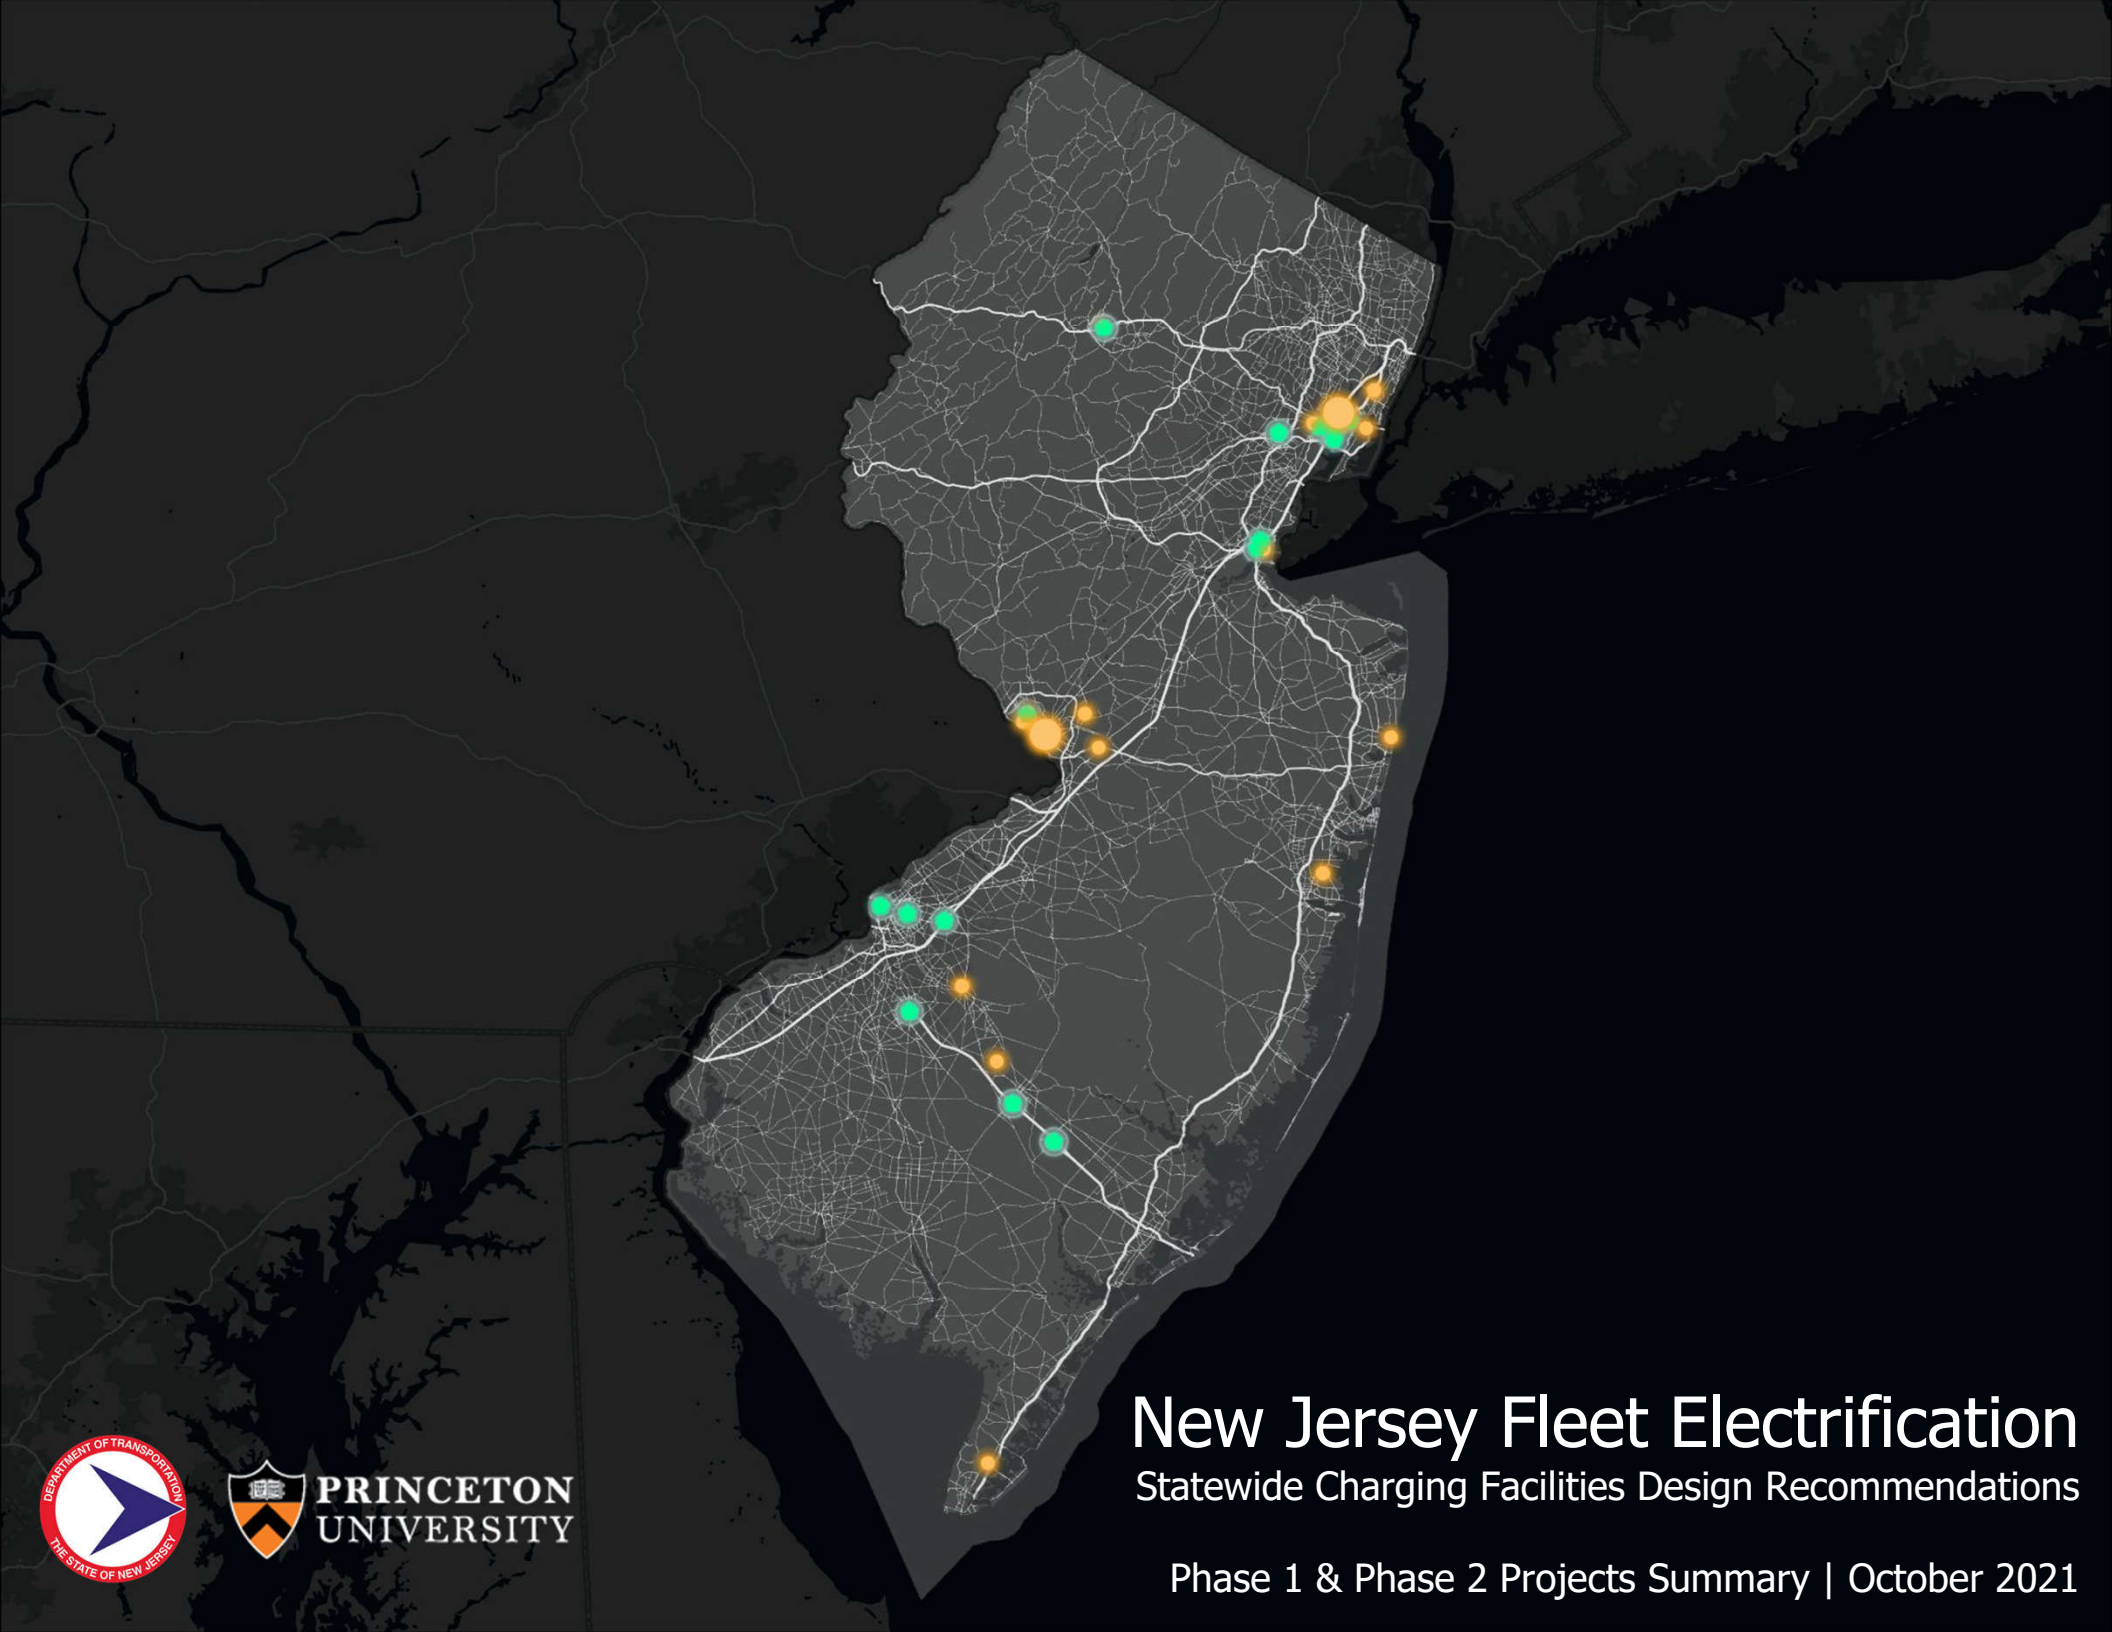 New Jersey Fleet Electrification
Statewide Charging Facilities Design Recommendations
Phase 1 & Phase 2 Projects Summary | October 2021
DEPARTMENT OF TRANSPORTATION
THE STATE OF NEW JERSEY
PRINCETON
UNIVERSITY